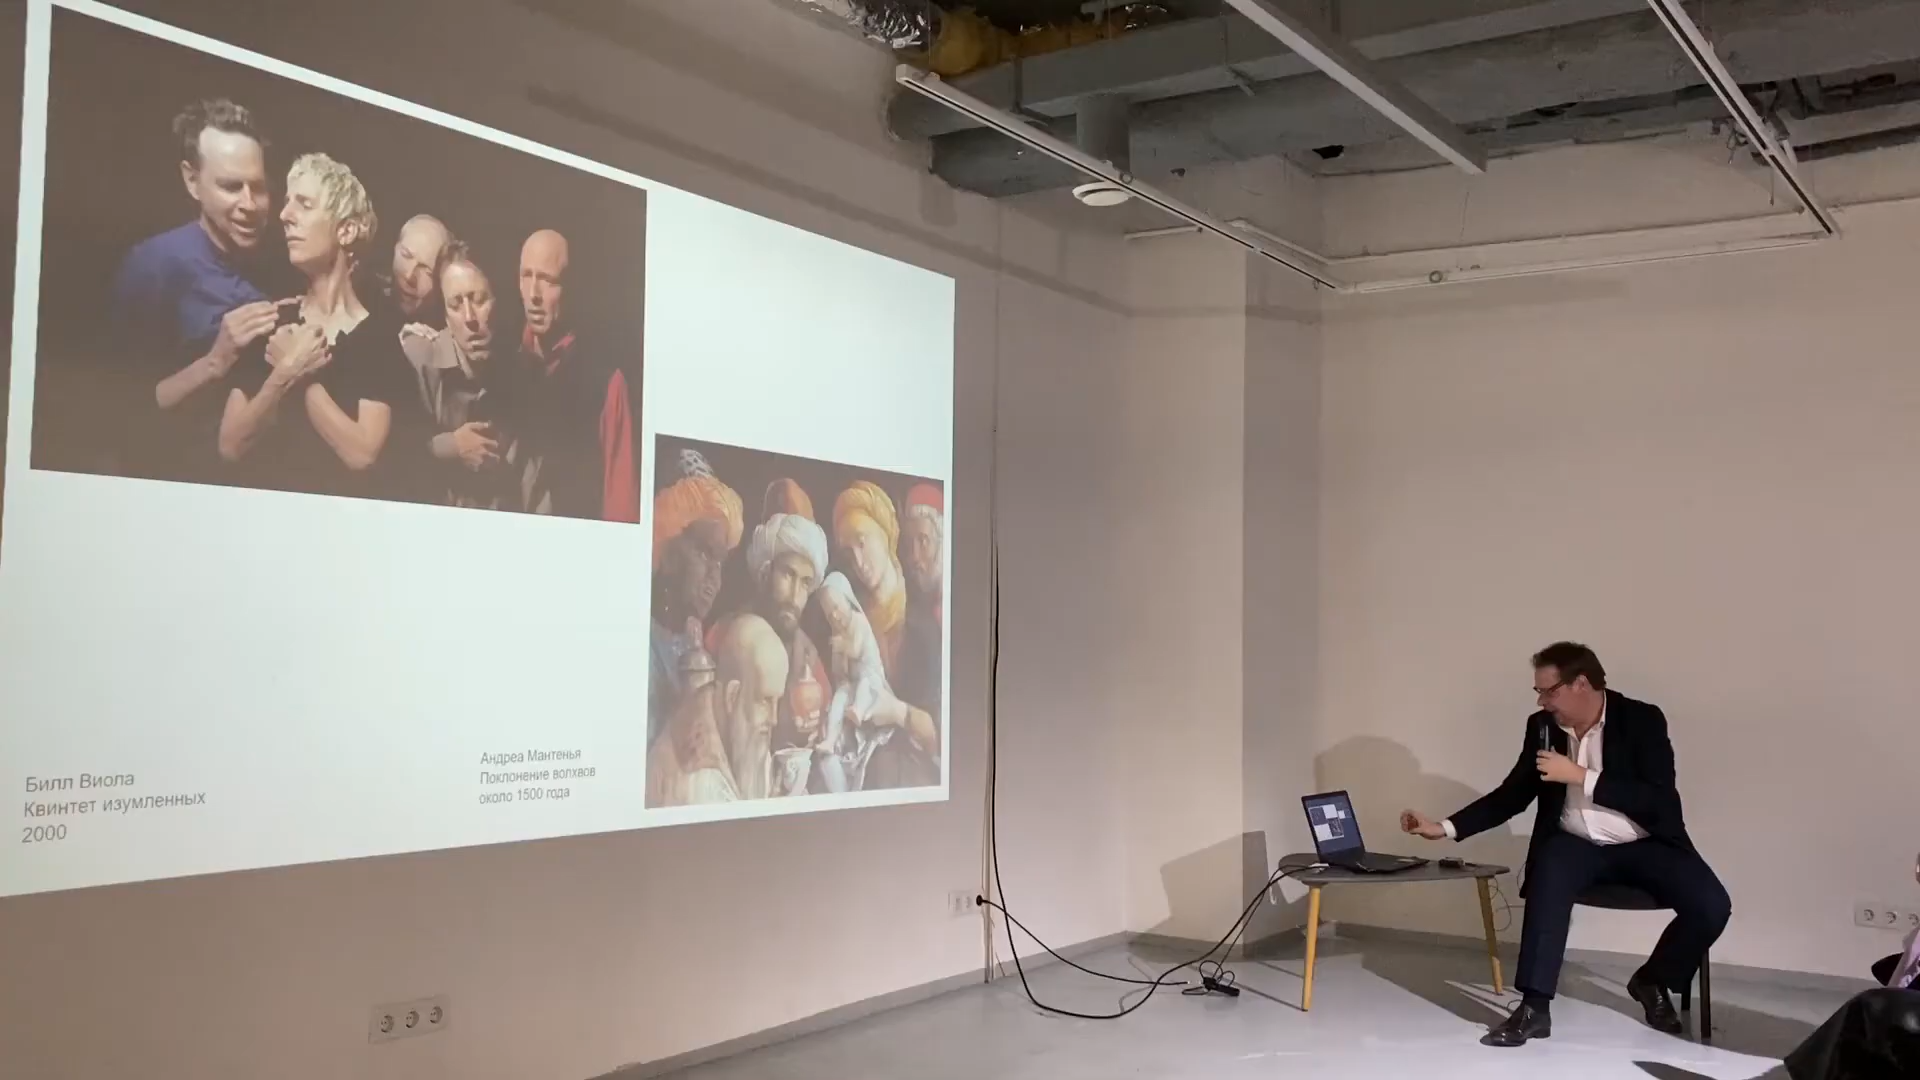 Билл Виола
Квинтет изумленных
2000
Андреа Мантенья
Поклонение волхвов
около 1500 года